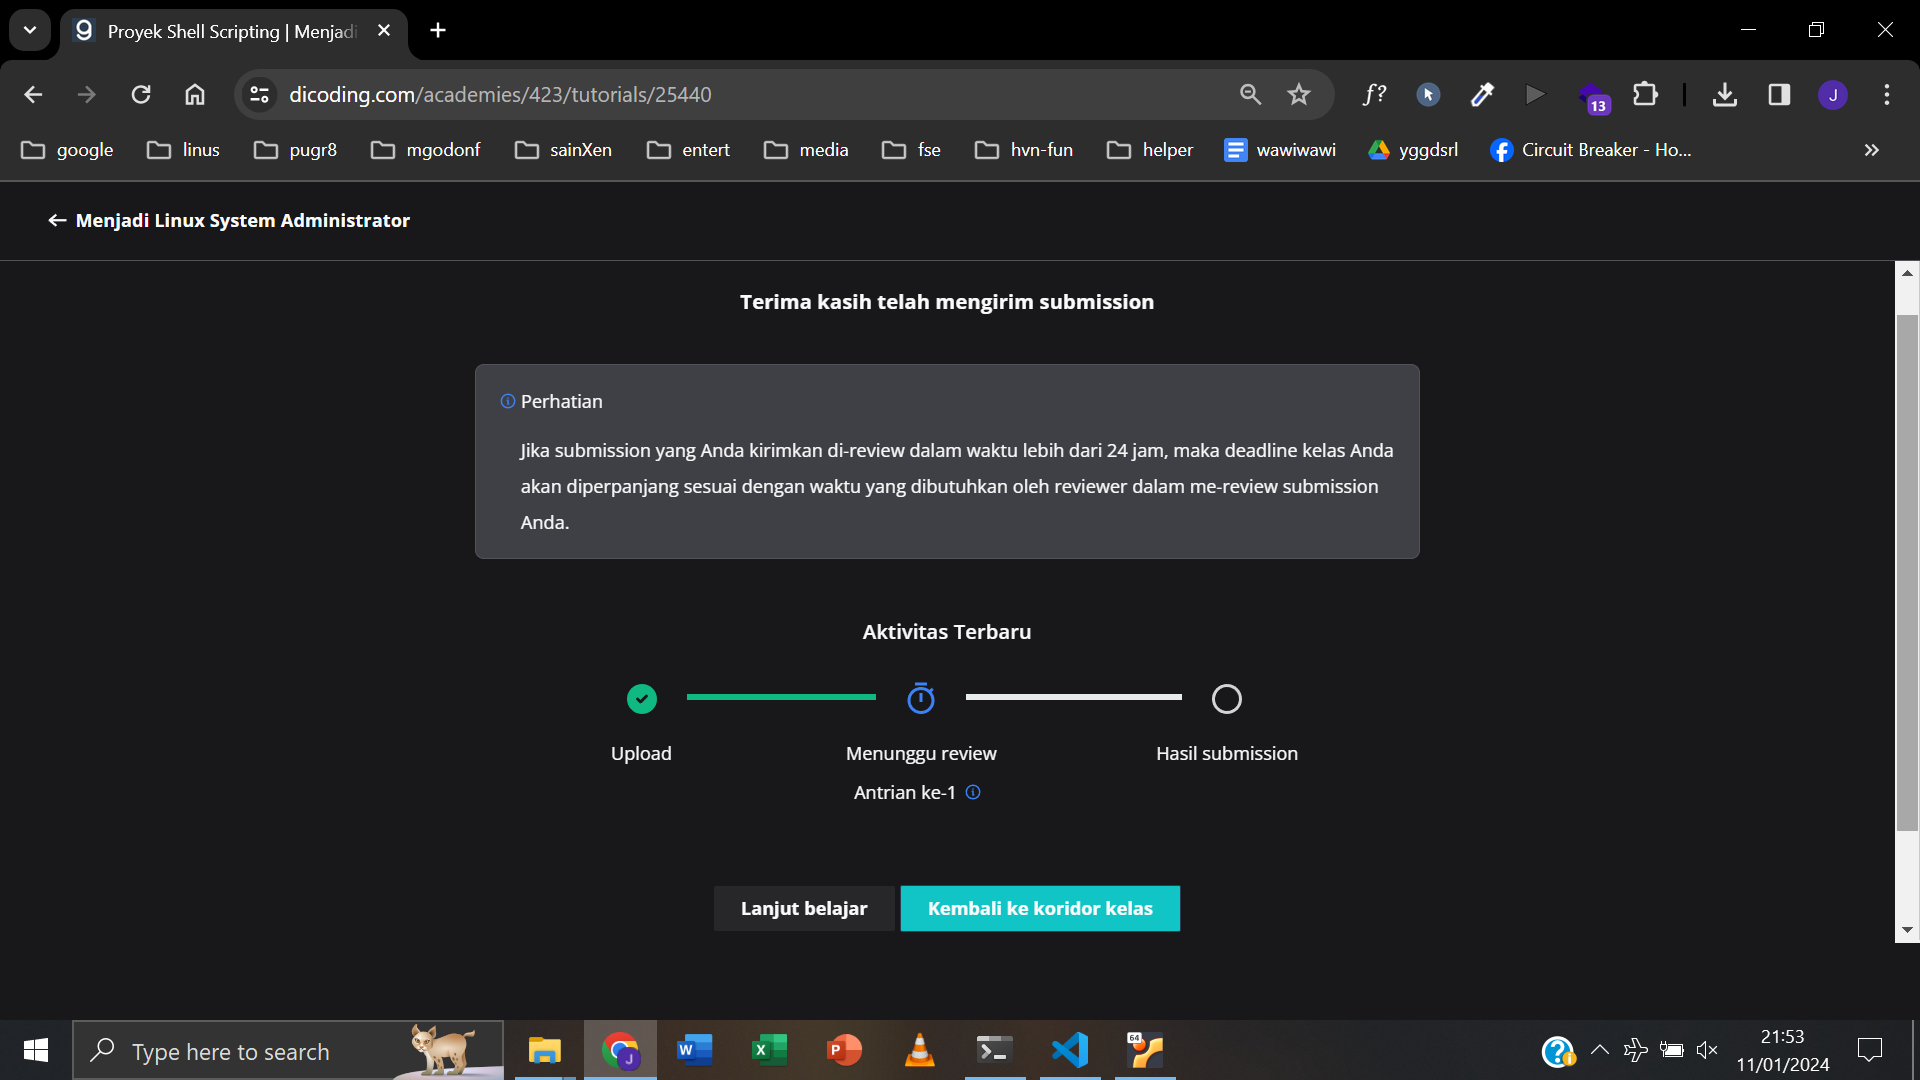 Proyek Shell Scripting | Menjadi
dicoding.com/academies/423/tutorials/25440
f?
13
J
google
linus
pugr8
mgodonf
sainXen
entert
media
fse
hvn-fun
helper
wawiwawi
yggdsrl
Circuit Breaker - Ho...
Menjadi Linux System Administrator
Terima kasih telah mengirim submission
Perhatian
Jika submission yang Anda kirimkan di-review dalam waktu lebih dari 24 jam, maka deadline kelas Anda
akan diperpanjang sesuai dengan waktu yang dibutuhkan oleh reviewer dalam me-review submission
Anda.
Aktivitas Terbaru
Upload
Menunggu review
Hasil submission
Antrian ke-1
Lanjut belajar
Kembali ke koridor kelas
Type here to search
J
W
X
P
64
21:53
11/01/2024